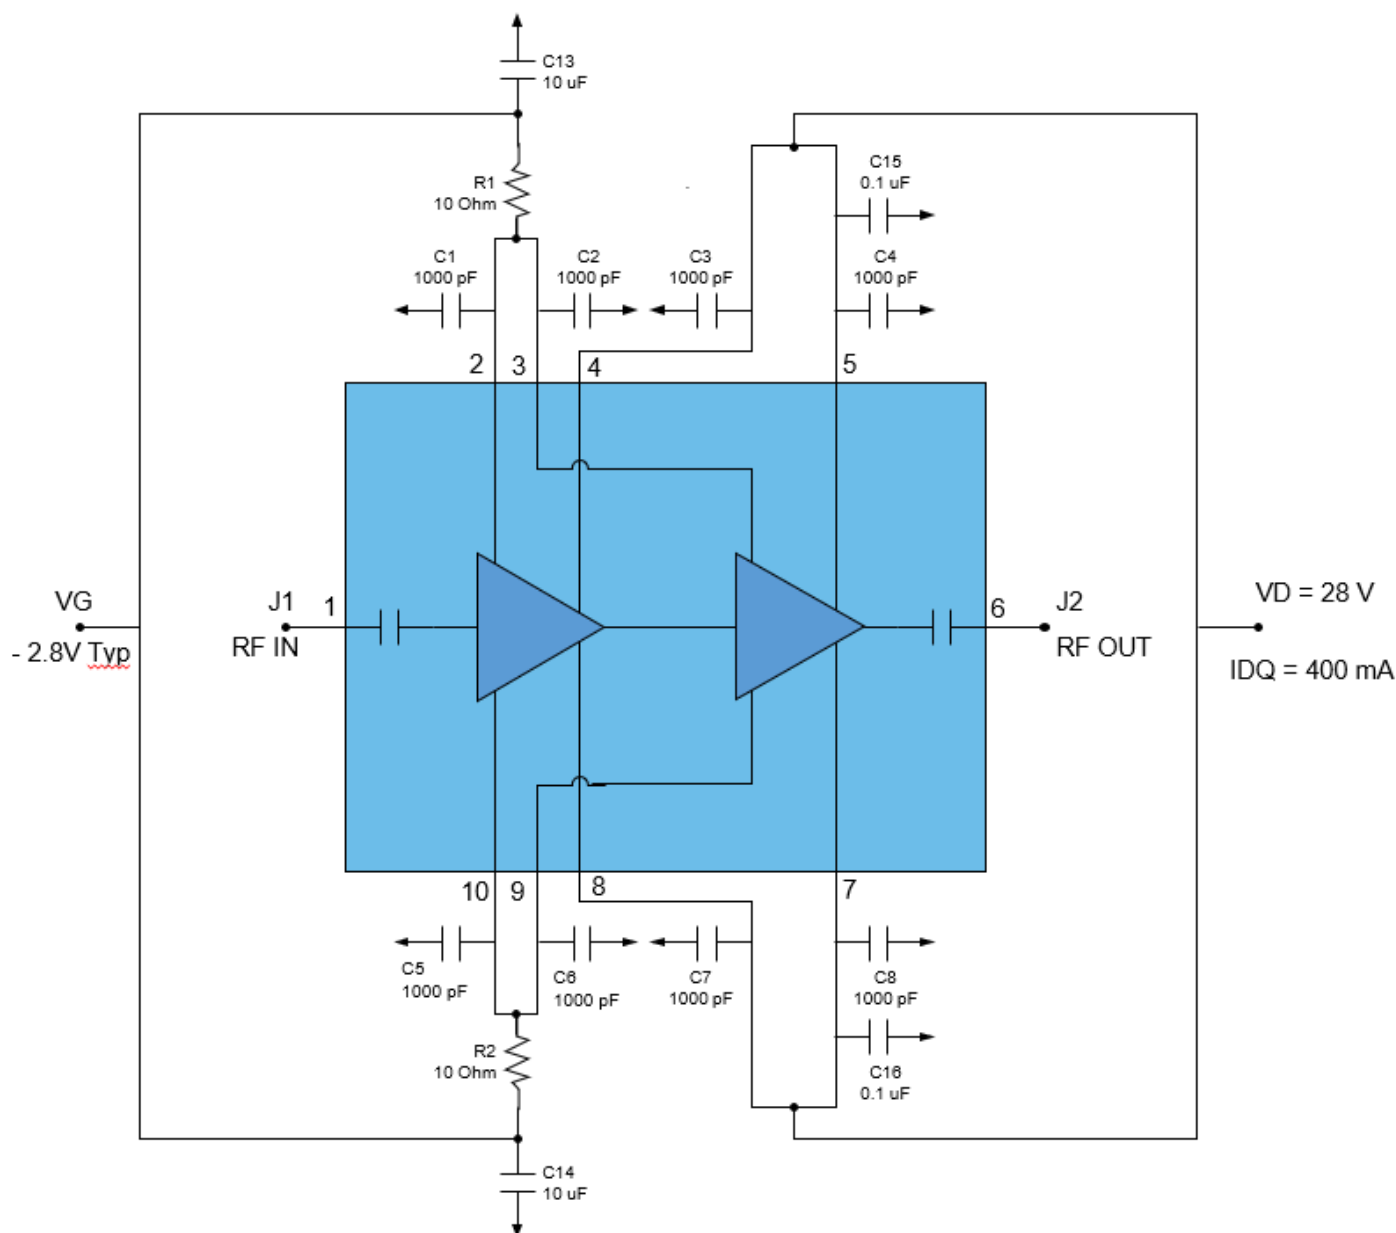 C13
10 uF
R1
10 Ohm
C15
0.1 uF
C1
1000 pF
C2
1000 pF
C3
1000 pF
C4
1000 pF
2
3
4
5
VG
- 2.8V Typ
J1
RF IN
1
6
J2
RF OUT
VD = 28 V
IDQ = 400 mA
10
9
8
7
C5
1000 pF
C6
1000 pF
C7
1000 pF
C8
1000 pF
R2
10 Ohm
C16
0.1 uF
C14
10 uF